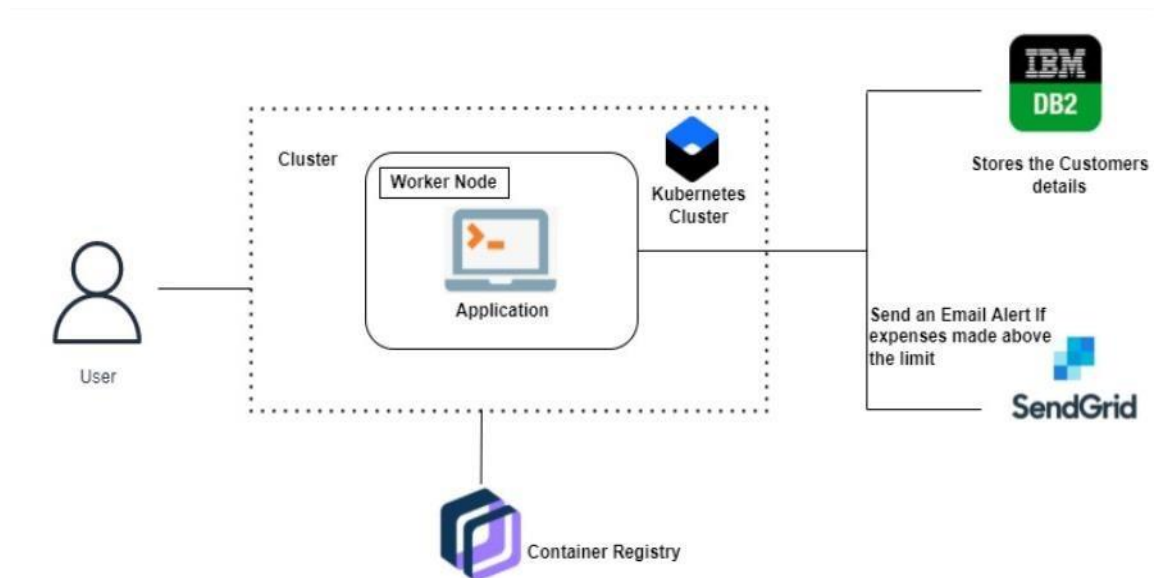 IBM
DB2
Stores the Customers
details
Cluster
Worker Node
Kubernetes
Cluster
Application
User
Send an Email Alert If
expenses made above
the limit
SendGrid
Container Registry